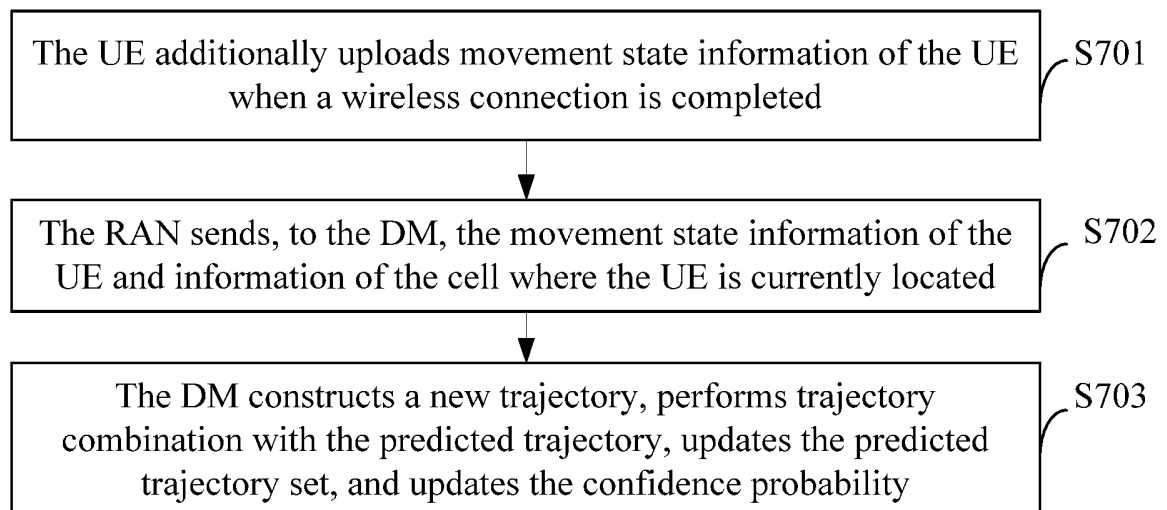 The UE additionally uploads movement state information of the UE
when a wireless connection is completed
S701
The RAN sends, to the DM, the movement state information of the
UE and information of the cell where the UE is currently located
S702
The DM constructs a new trajectory, performs trajectory
combination with the predicted trajectory, updates the predicted
trajectory set, and updates the confidence probability
S703